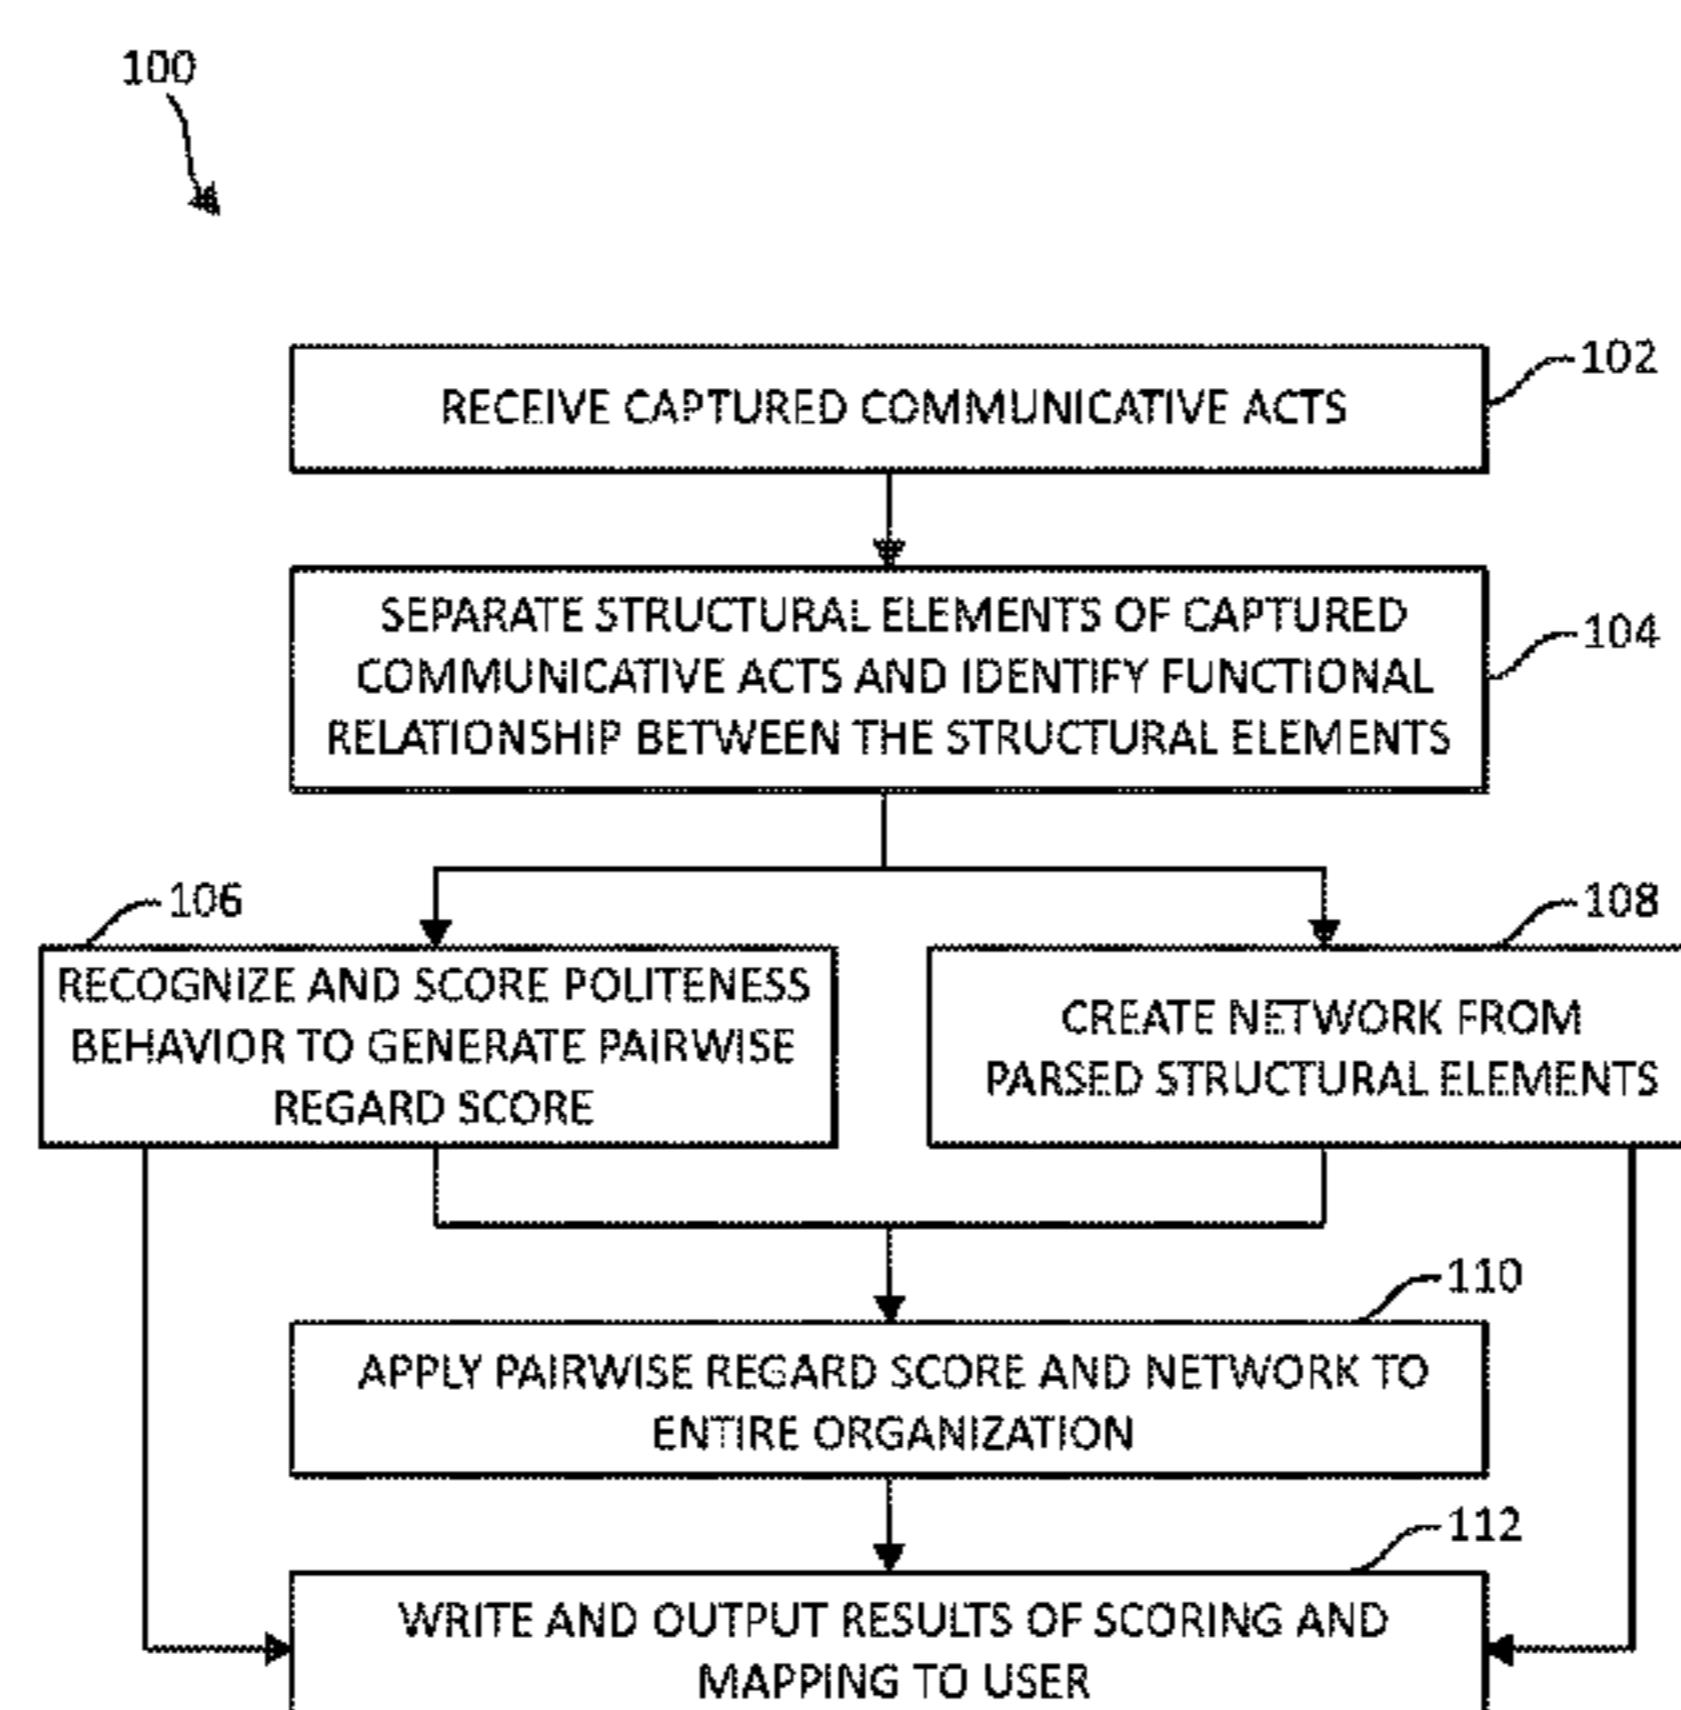 100
102
RECEIVE CAPTURED COMMUNICATIVE ACTS
104
SEPARATE STRUCTURAL ELEMENTS OF CAPTURED
COMMUNICATIVE ACTS AND IDENTIFY FUNCTIONAL
RELATIONSHIP BETWEEN THE STRUCTURAL ELEMENTS
106
RECOGNIZE AND SCORE POLITENESS
BEHAVIOR TO GENERATE PAIRWISE
REGARD SCORE
108
CREATE NETWORK FROM
PARSED STRUCTURAL ELEMENTS
110
APPLY PAIRWISE REGARD SCORE AND NETWORK TO
ENTIRE ORGANIZATION
112
WRITE AND OUTPUT RESULTS OF SCORING AND
MAPPING TO USER